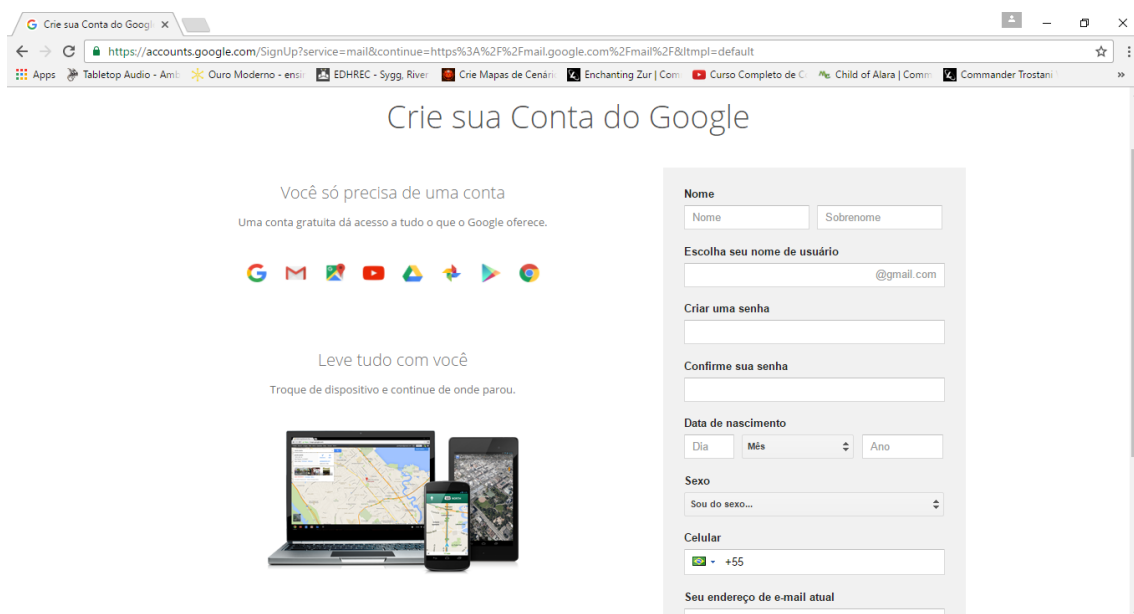 Crie sua Conta do Googl
https://accounts.google.com/SignUp?service=mail&continue=https%3A%2F%2Fmail.google.com%2Fmail%2F&ltmpl=default
Apps Tabletop Audio - Amb Ouro Moderno - ensin EDHREC - Sygg, River Crie Mapas de Cenári Enchanting Zur | Com Curso Completo de C Child of Alara | Comm Commander Trostani
Crie sua Conta do Google
Você só precisa de uma conta
Uma conta gratuita dá acesso a tudo o que o Google oferece.
Leve tudo com você
Troque de dispositivo e continue de onde parou.
Nome
Nome Sobrenome
Escolha seu nome de usuário
@gmail.com
Criar uma senha
Confirme sua senha
Data de nascimento
Dia Mês Ano
Sexo
Sou do sexo...
Celular
+55
Seu endereço de e-mail atual